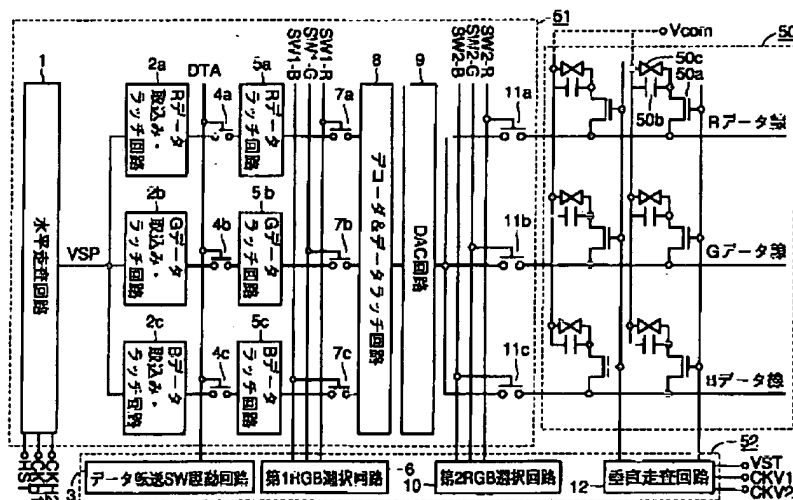 51
50
Vcom
1
水平走査回路
2a
Rデータ
取込み・
ラッチ回路
DTA
4a
5a
Rデータ
ラッチ回路
SW1-B
SW1-G
SW1-R
7a
8
デコーダ&データラッチ回路
9
DAC回路
SW2-B
SW2-G
SW2-R
11a
50c
50a
50b
Rデータ線
VSP
2b
Gデータ
取込み・
ラッチ回路
4b
5b
Gデータ
ラッチ回路
7b
11b
Gデータ線
2c
Bデータ
取込み・
ラッチ回路
4c
5c
Bデータ
ラッチ回路
7c
11c
Bデータ線
HST
CKH1
CKH2
3
データ転送SW駆動回路
第1RGB選択回路
6
10
第2RGB選択回路
12
垂直走査回路
52
VST
CKV1
CKV2